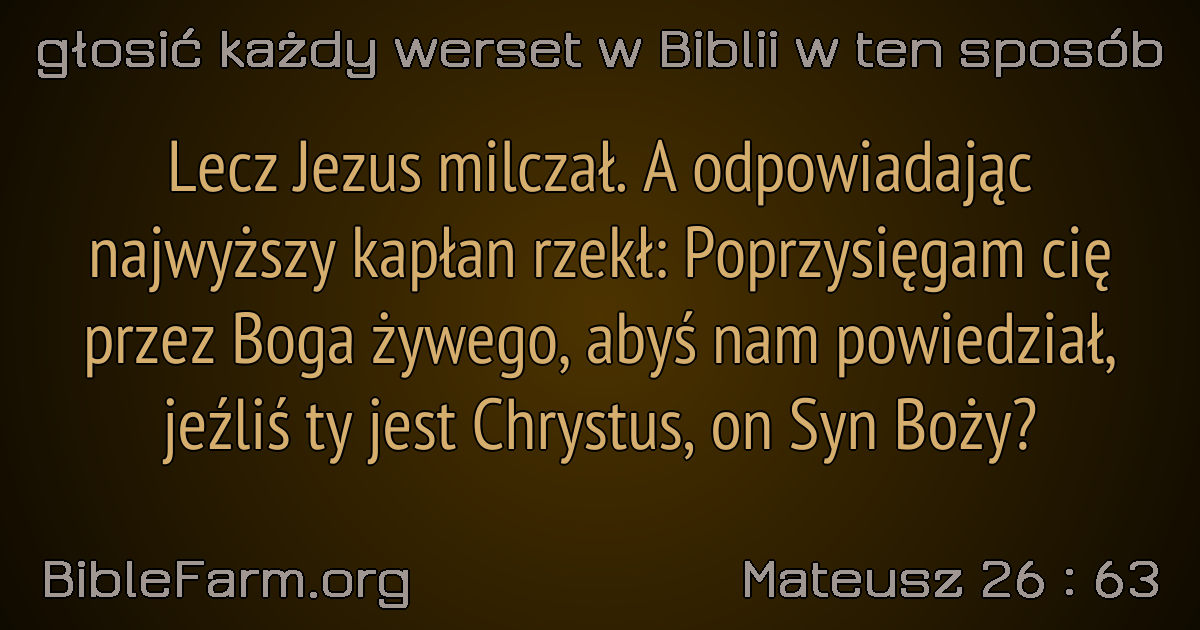 głosić każdy werset w Biblii w ten sposób
Lecz Jezus milczał. A odpowiadając
najwyższy kapłan rzekł: Poprzysięgam cię
przez Boga żywego, abyś nam powiedział,
jeźliś ty jest Chrystus, on Syn Boży?
BibleFarm.org
Mateusz 26 : 63